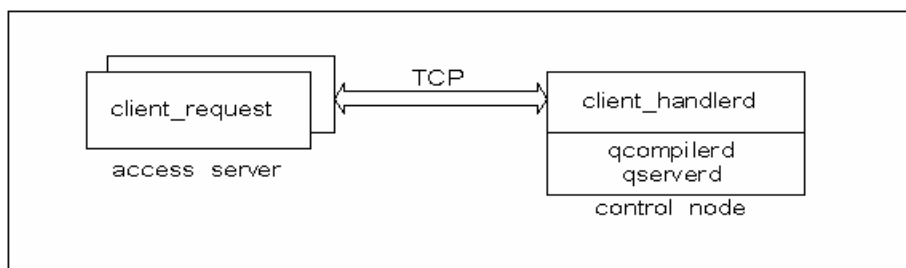 TCP
client_request
access server
client_handlerd
qcompilerd
qserverd
control node